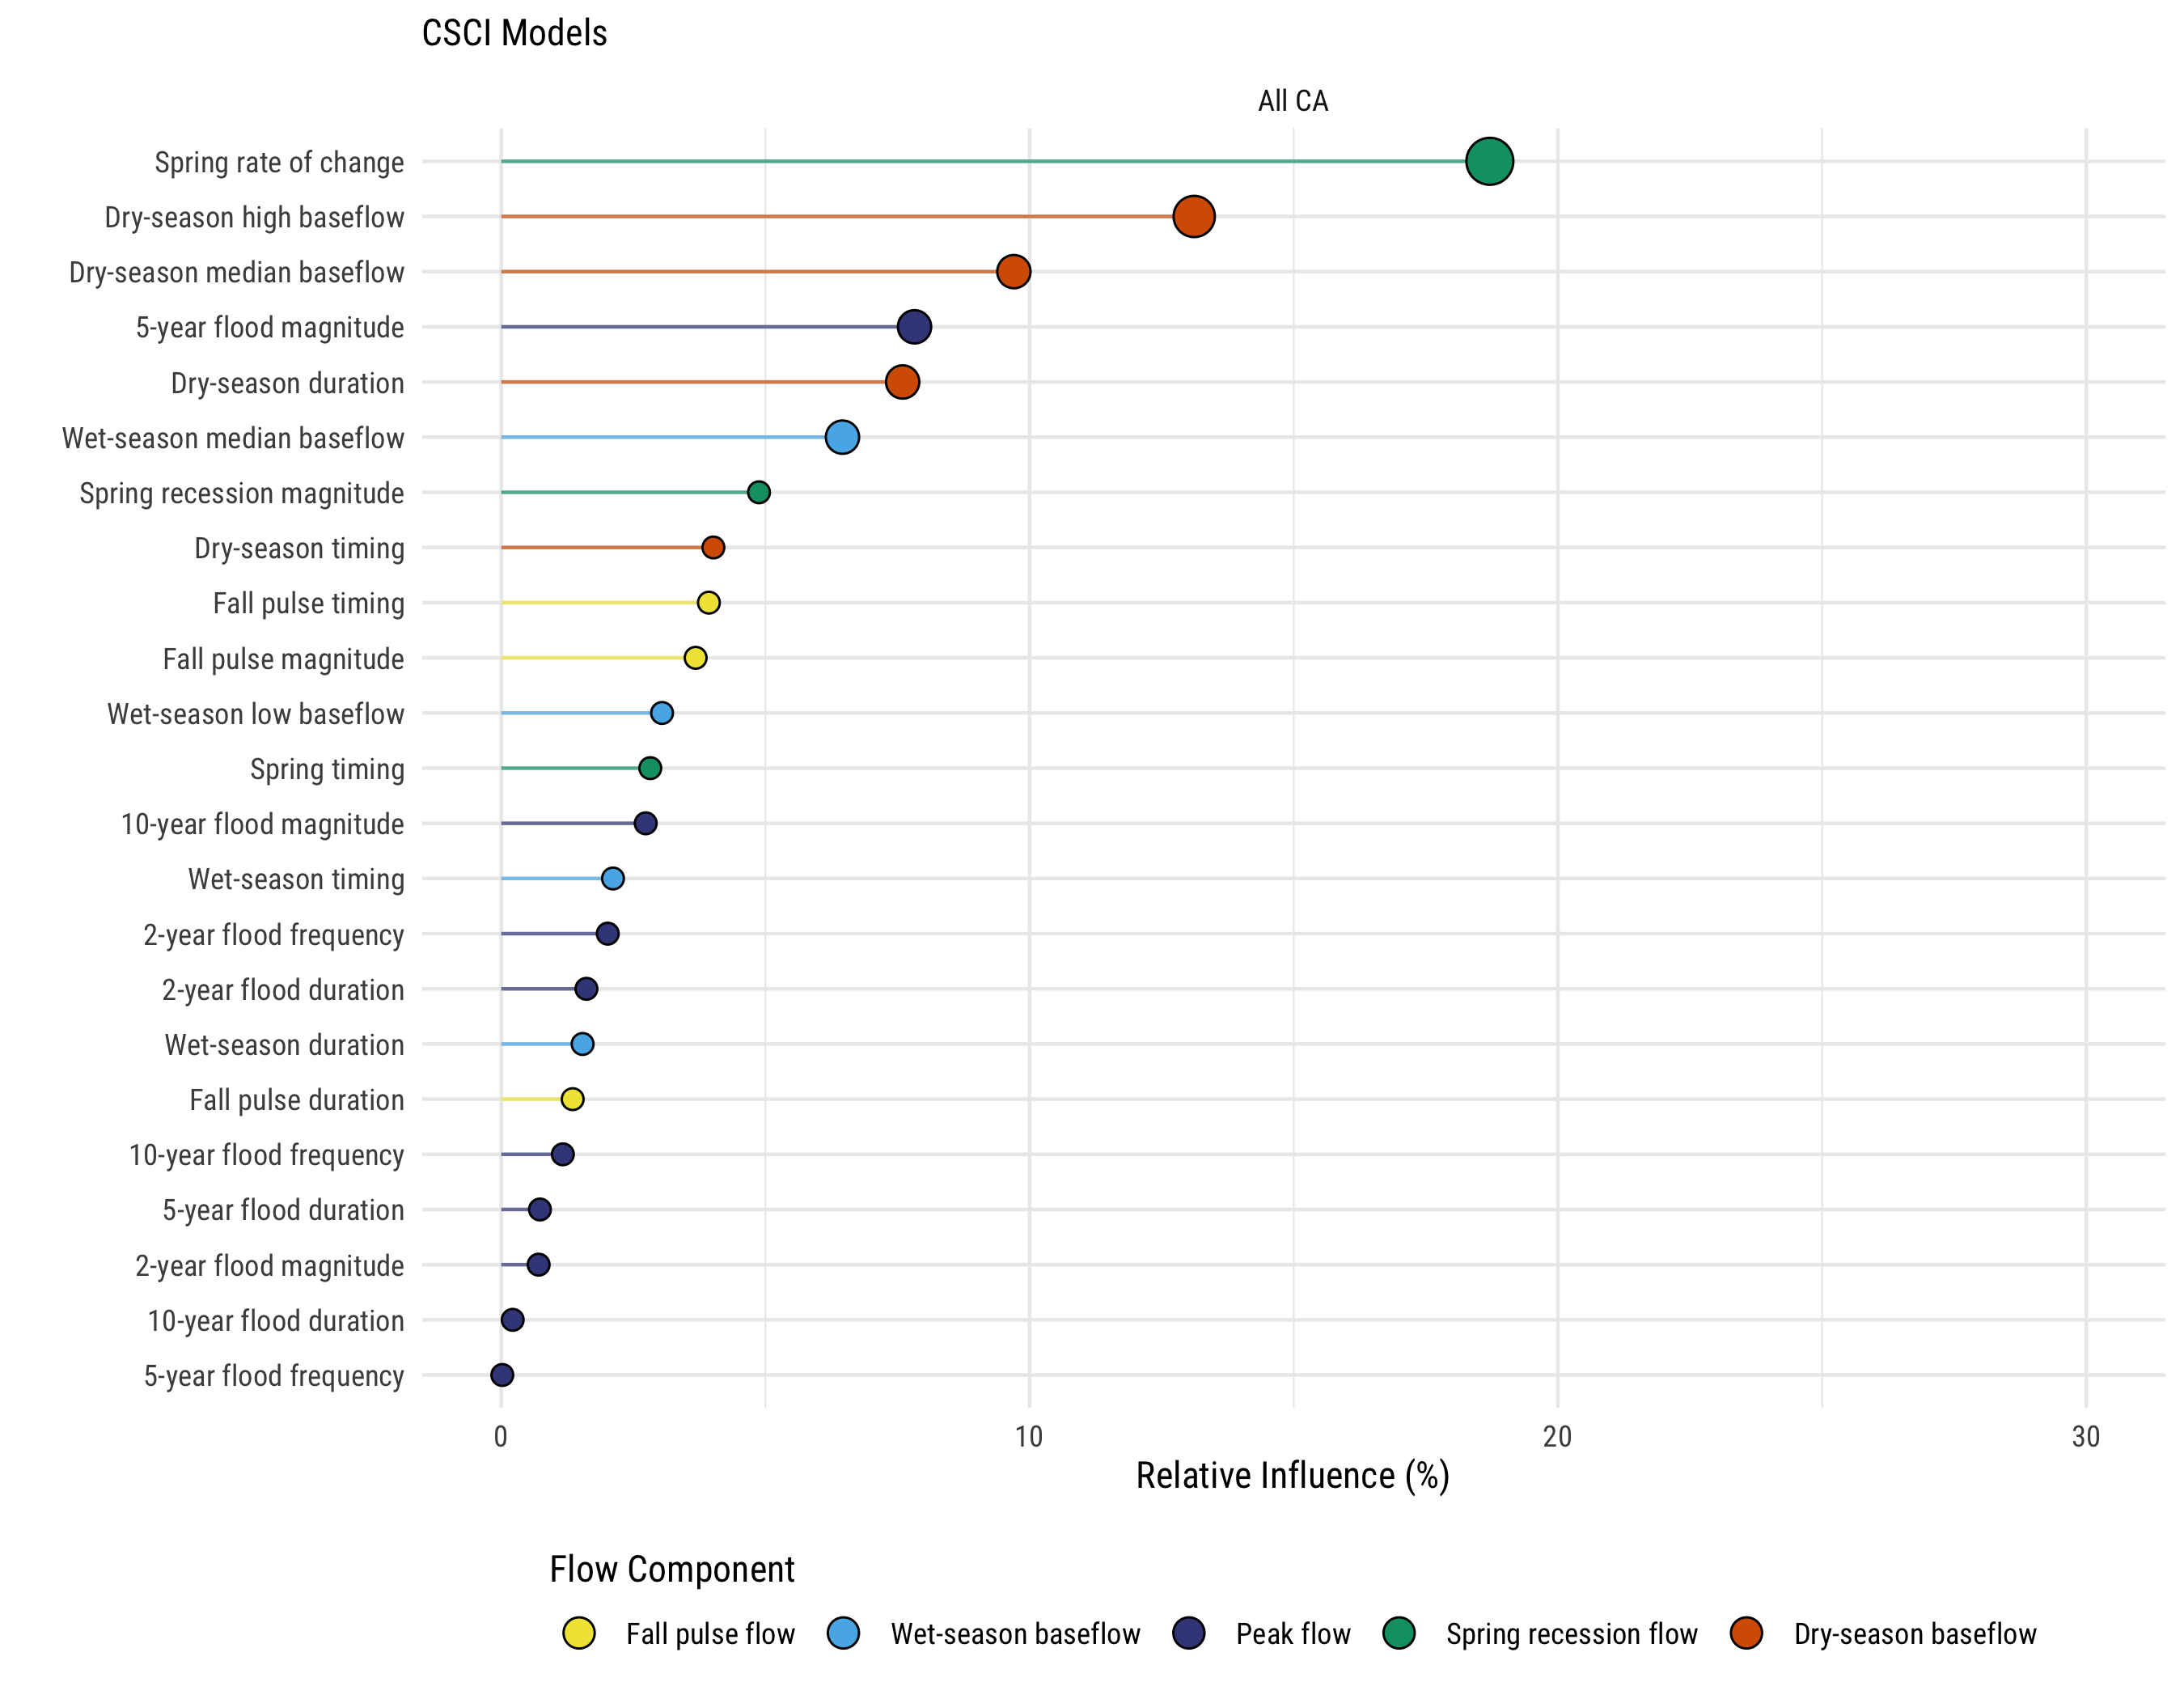 CSCI Models
All CA
Spring rate of change
Dry-season high baseflow
Dry-season median baseflow
5-year flood magnitude
Dry-season duration
Wet-season median baseflow
Spring recession magnitude
Dry-season timing
Fall pulse timing
Fall pulse magnitude
Wet-season low baseflow
Spring timing
10-year flood magnitude
Wet-season timing
2-year flood frequency
2-year flood duration
Wet-season duration
Fall pulse duration
10-year flood frequency
5-year flood duration
2-year flood magnitude
10-year flood duration
5-year flood frequency
0 10 20 30
Relative Influence (%)
Flow Component
Fall pulse flow Wet-season baseflow Peak flow Spring recession flow Dry-season baseflow